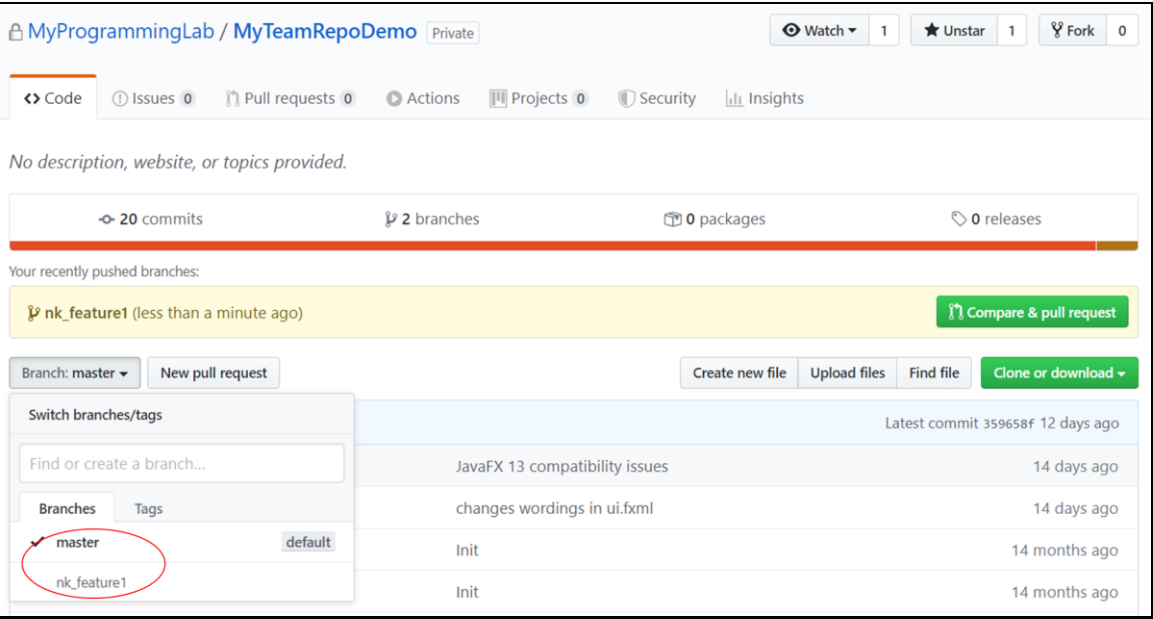 MyProgrammingLab / MyTeamRepoDemo Private Watch 1 Unstar 1 Fork 0
Code Issues 0 Pull requests 0 Actions Projects 0 Security Insights
No description, website, or topics provided.
20 commits 2 branches 0 packages 0 releases
Your recently pushed branches:
nk_feature1 (less than a minute ago) Compare & pull request
Branch: master New pull request Create new file Upload files Find file Clone or download
Switch branches/tags
Latest commit 359658f 12 days ago
Find or create a branch...
JavaFX 13 compatibility issues 14 days ago
Branches Tags
changes wordings in ui.fxml 14 days ago
master default
Init 14 months ago
nk_feature1
Init 14 months ago